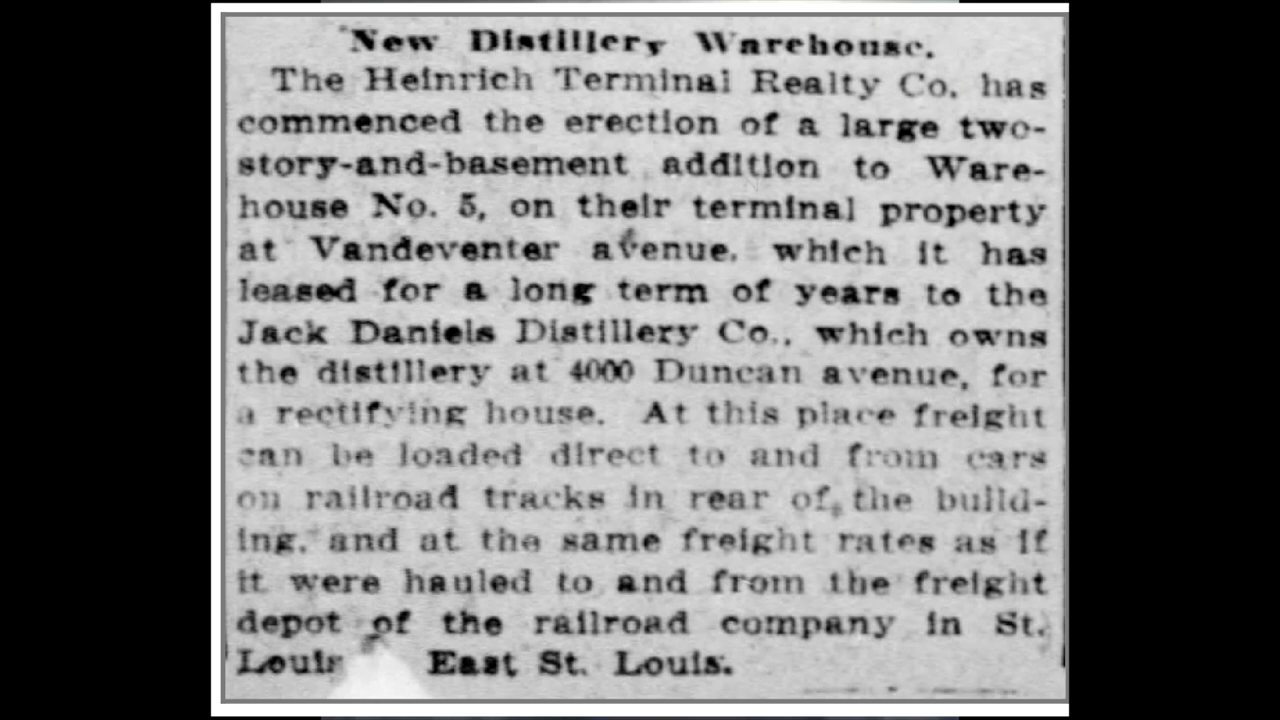 New Distillery Warehouse.
The Heinrich Terminal Realty Co. has
commenced the erection of a large two-
story-and-basement addition to Ware-
house No. 5, on their terminal property
at Vandeventer avenue, which it has
leased for a long term of years to the
Jack Daniels Distillery Co., which owns
the distillery at 4000 Duncan avenue, for
a rectifying house. At this place freight
can be loaded direct to and from cars
on railroad tracks in rear of the build-
ing, and at the same freight rates as if
it were hauled to and from the freight
depot of the railroad company in St.
Louis East St. Louis.